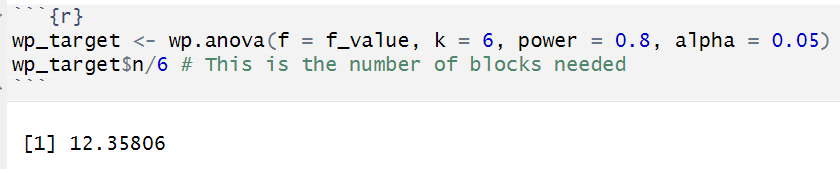 ```{r}
wp_target <- wp.anova(f = f_value, k = 6, power = 0.8, alpha = 0.05)
wp_target$n/6 # This is the number of blocks needed
```
[1] 12.35806